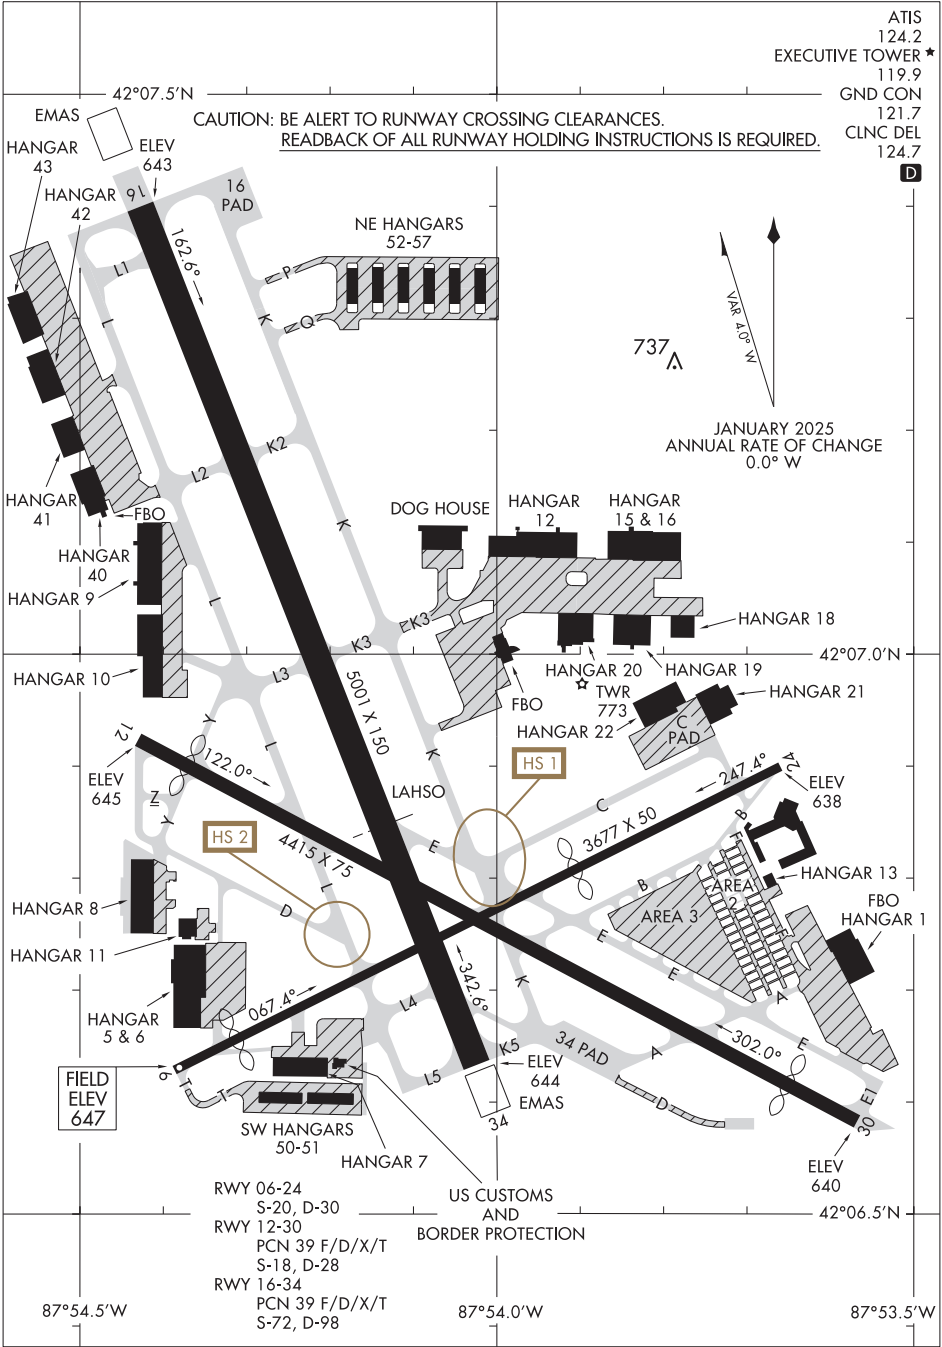 ATIS
124.2
EXECUTIVE TOWER ★
119.9
GND CON
121.7
CLNC DEL
124.7
D
42°07.5'N
CAUTION: BE ALERT TO RUNWAY CROSSING CLEARANCES.
READBACK OF ALL RUNWAY HOLDING INSTRUCTIONS IS REQUIRED.
EMAS
HANGAR
43
ELEV
643
HANGAR
42
16
16
PAD
162.6°
NE HANGARS
52-57
L1
P
L
K
Q
VAR 4.0° W
737
JANUARY 2025
ANNUAL RATE OF CHANGE
0.0° W
K2
L2
HANGAR
41
FBO
HANGAR
40
K
DOG HOUSE
HANGAR
12
HANGAR
15 & 16
HANGAR 9
L
K3
K3
HANGAR 18
42°07.0'N
HANGAR 10
L3
5001 X 150
FBO
HANGAR 20
TWR
773
HANGAR 19
HANGAR 21
HANGAR 22
C
PAD
12
Y
L
K
122.0°
HS 1
247.4°
24
ELEV
645
ELEV
638
LAHSO
Z
Y
HS 2
4415 X 75
E
C
3677 X 50
B
F
HANGAR 8
L
D
B
AREA
2
HANGAR 13
AREA 3
FBO
HANGAR 1
E
F
HANGAR 11
E
067.4°
342.6°
K
A
HANGAR
5 & 6
L4
302.0°
E
34 PAD
A
K5
6
FIELD
ELEV
647
T
T
L5
ELEV
644
EMAS
34
D
E1
30
SW HANGARS
50-51
HANGAR 7
ELEV
640
US CUSTOMS
AND
BORDER PROTECTION
42°06.5'N
RWY 06-24
S-20, D-30
RWY 12-30
PCN 39 F/D/X/T
S-18, D-28
RWY 16-34
PCN 39 F/D/X/T
S-72, D-98
87°54.5'W
87°54.0'W
87°53.5'W